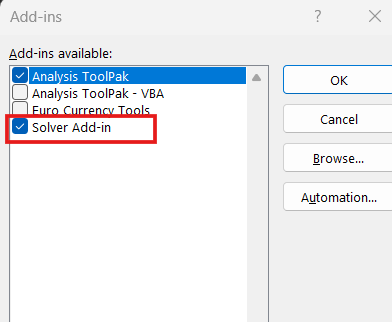 Add-ins
?
Add-ins available:
Analysis ToolPak
Analysis ToolPak - VBA
Euro Currency Tools
Solver Add-in
OK
Cancel
Browse...
Automation...